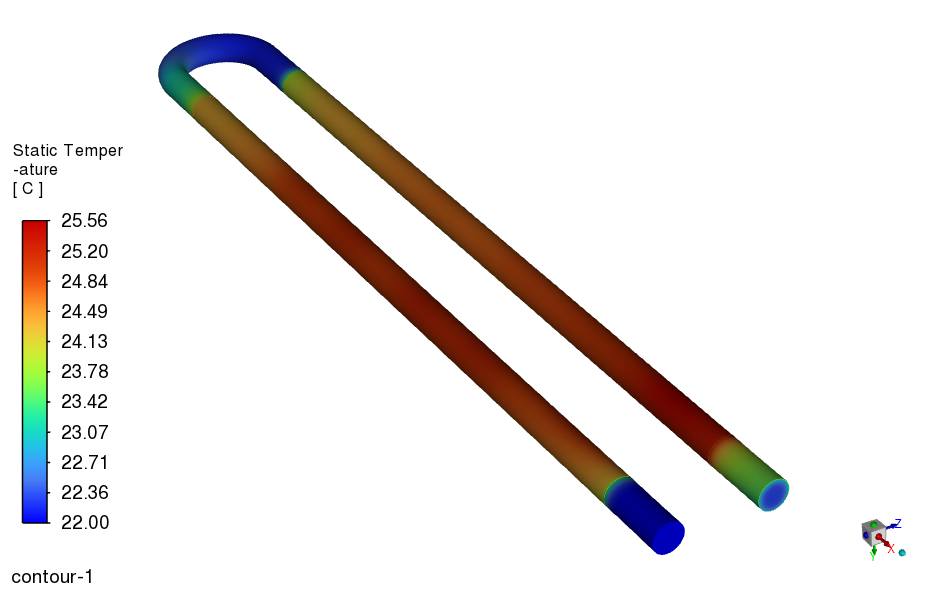 Static Temper
-ature
[ C ]
25.56
25.20
24.84
24.49
24.13
23.78
23.42
23.07
22.71
22.36
22.00
contour-1
Z
X
Y